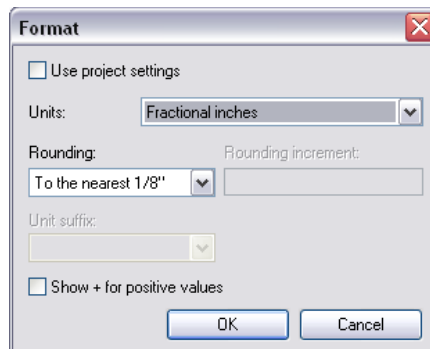 Format
Use project settings
Units: Fractional inches
Rounding: Rounding increment:
To the nearest 1/8"
Unit suffix:
Show + for positive values
OK Cancel